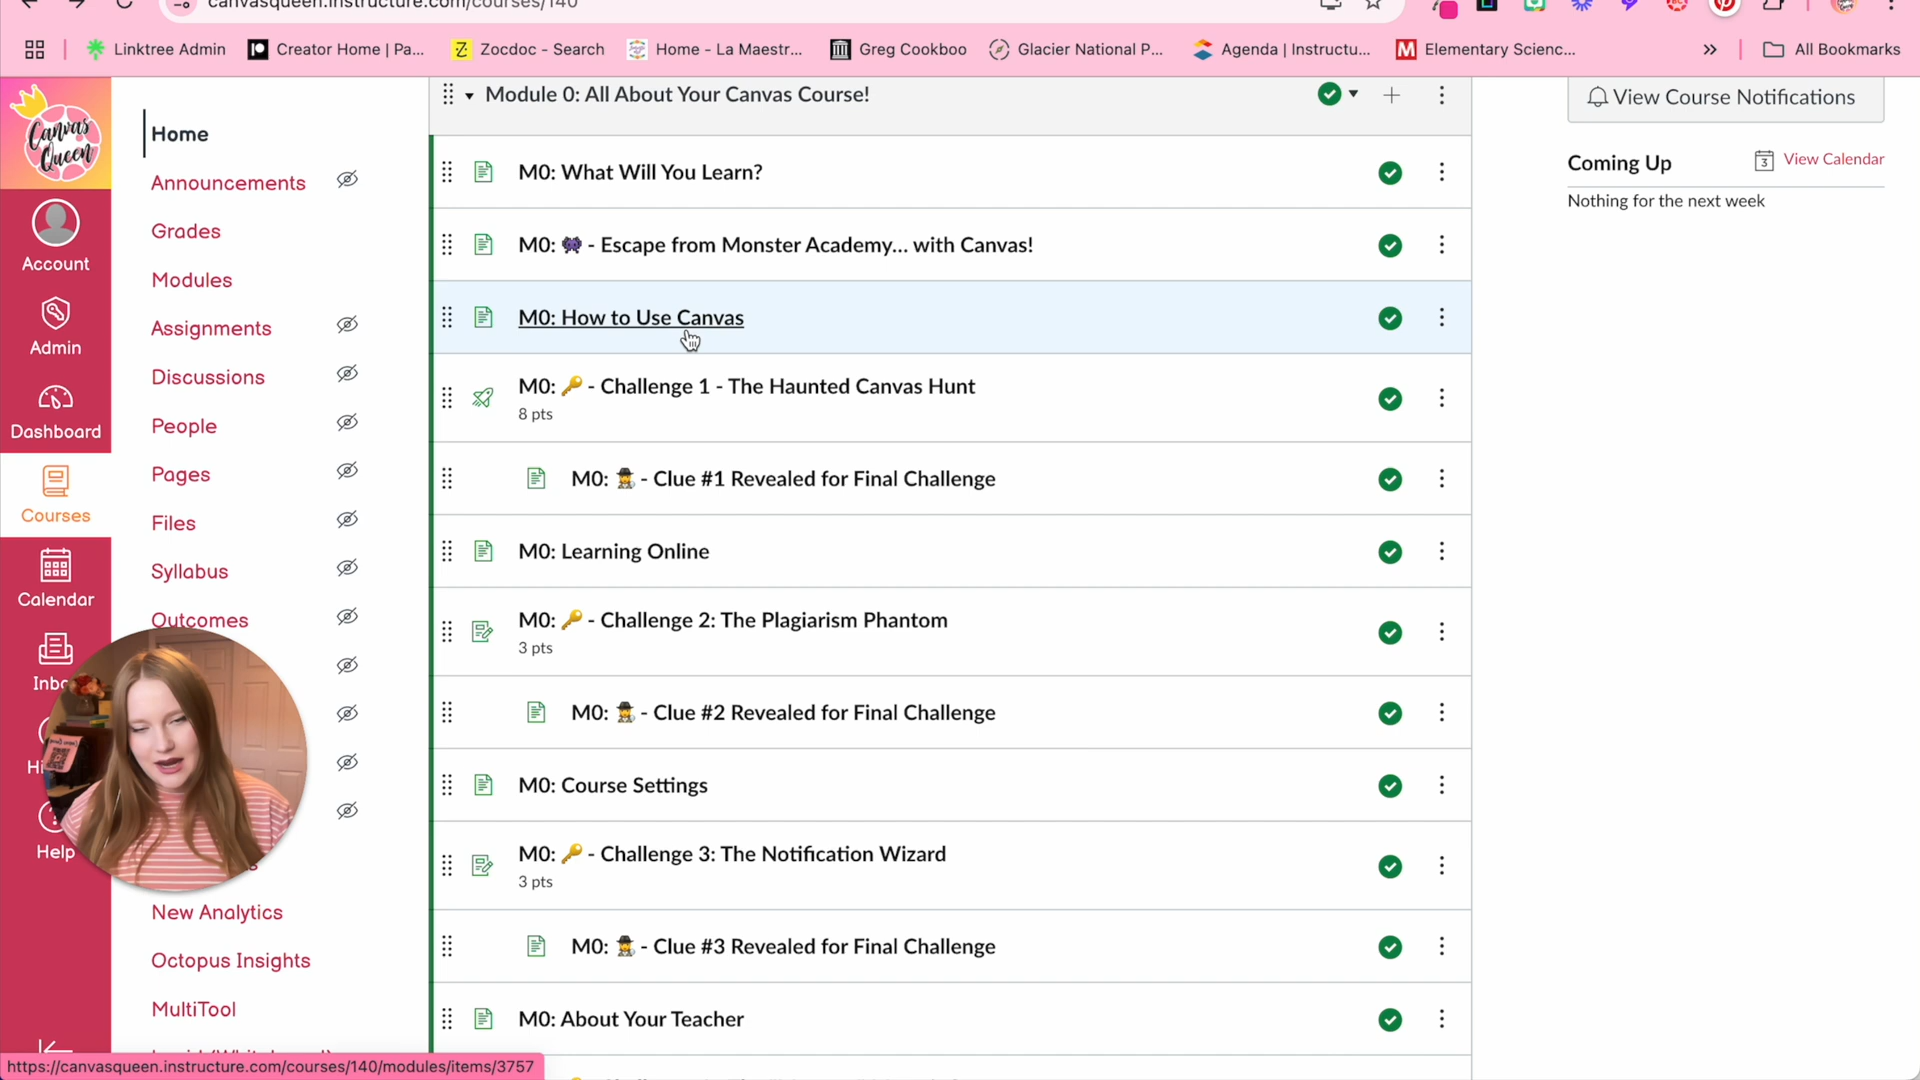 canvasqueen.instructure.com/courses/140
Linktree Admin
Creator Home | Pa...
Zocdoc - Search
Home - La Maestr...
Greg Cookboo
Glacier National P...
Agenda | Instructu...
Elementary Scienc...
All Bookmarks
Canvas Queen
Account
Admin
Dashboard
Courses
Calendar
Help
Home
Announcements
Grades
Modules
Assignments
Discussions
People
Pages
Files
Syllabus
Outcomes
New Analytics
Octopus Insights
MultiTool
Module 0: All About Your Canvas Course!
M0: What Will You Learn?
M0: 👾 - Escape from Monster Academy... with Canvas!
M0: How to Use Canvas
M0: 🔑 - Challenge 1 - The Haunted Canvas Hunt
8 pts
M0: 🕵️ - Clue #1 Revealed for Final Challenge
M0: Learning Online
M0: 🔑 - Challenge 2: The Plagiarism Phantom
3 pts
M0: 🕵️ - Clue #2 Revealed for Final Challenge
M0: Course Settings
M0: 🔑 - Challenge 3: The Notification Wizard
3 pts
M0: 🕵️ - Clue #3 Revealed for Final Challenge
M0: About Your Teacher
View Course Notifications
Coming Up
3
View Calendar
Nothing for the next week
https://canvasqueen.instructure.com/courses/140/modules/items/3757